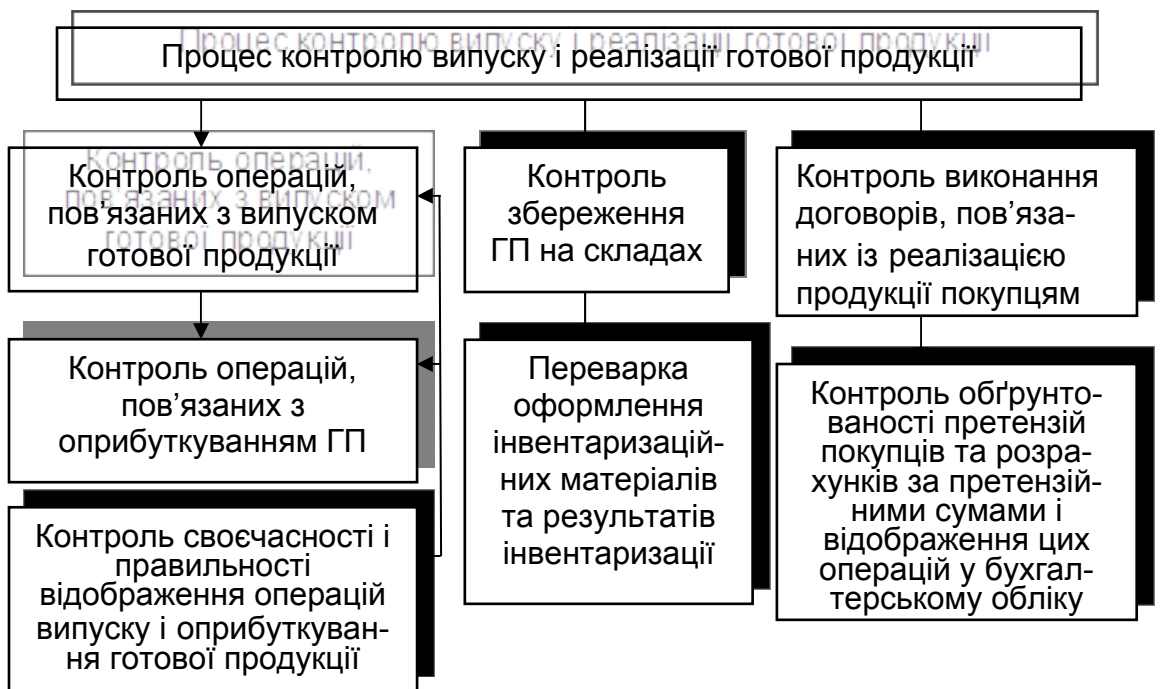 Процес контролю випуску і реалізації готової продукції
Контроль операцій,
пов’язаних з випуском
готової продукції
Контроль операцій,
пов’язаних з
оприбуткуванням ГП
Контроль своєчасності і
правильності
відображення операцій
випуску і оприбуткуван-
ня готової продукції
Контроль
збереження
ГП на складах
Переварка
оформлення
інвентаризацій-
них матеріалів
та результатів
інвентаризації
Контроль виконання
договорів, пов’яза-
них із реалізацією
продукції покупцям
Контроль обґрунто-
ваності претензій
покупців та розра-
хунків за претензій-
ними сумами і
відображення цих
операцій у бухгал-
терському обліку